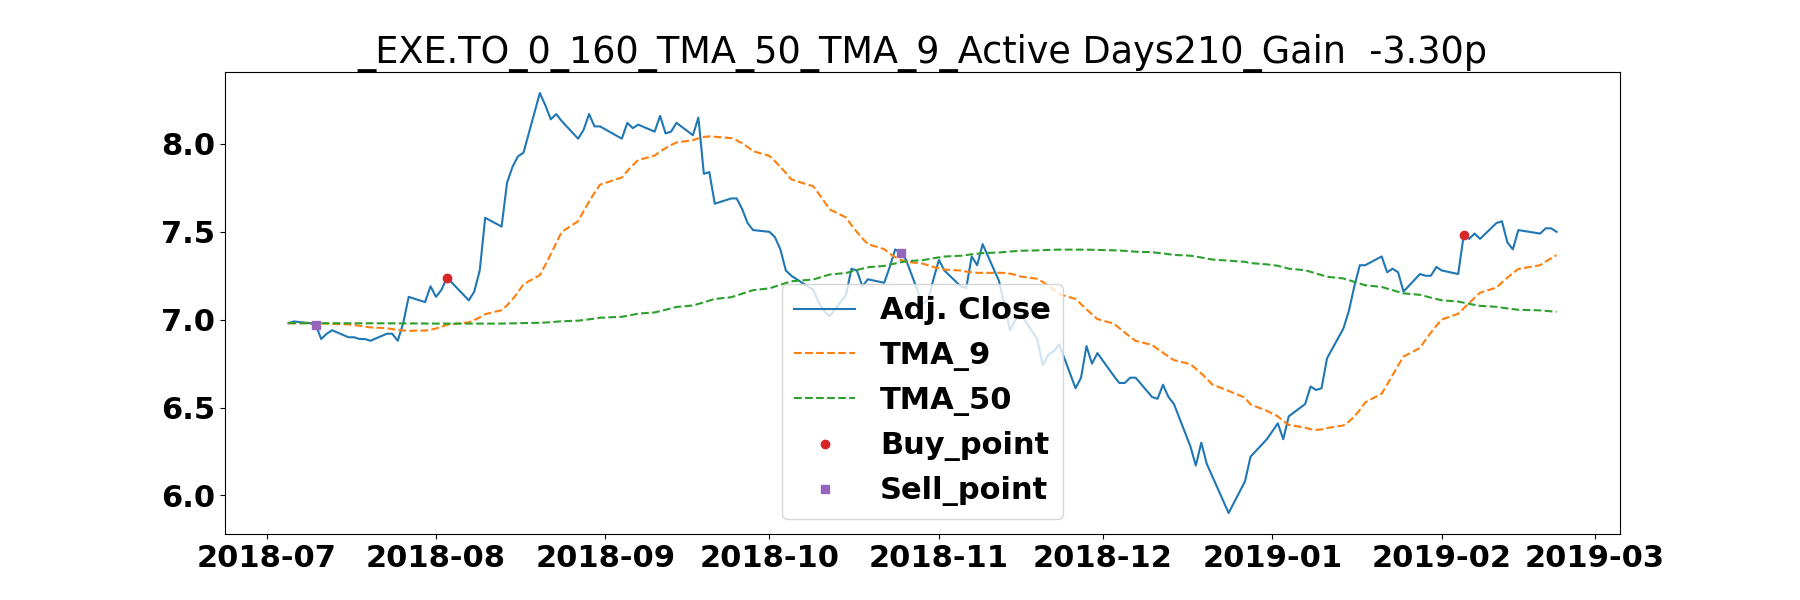 _EXE.TO_0_160_TMA_50_TMA_9_Active Days210_Gain  -3.30p
8.0
7.5
7.0
6.5
6.0
Adj. Close
TMA_9
TMA_50
Buy_point
Sell_point
2018-07 2018-08 2018-09 2018-10 2018-11 2018-12 2019-01 2019-02 2019-03